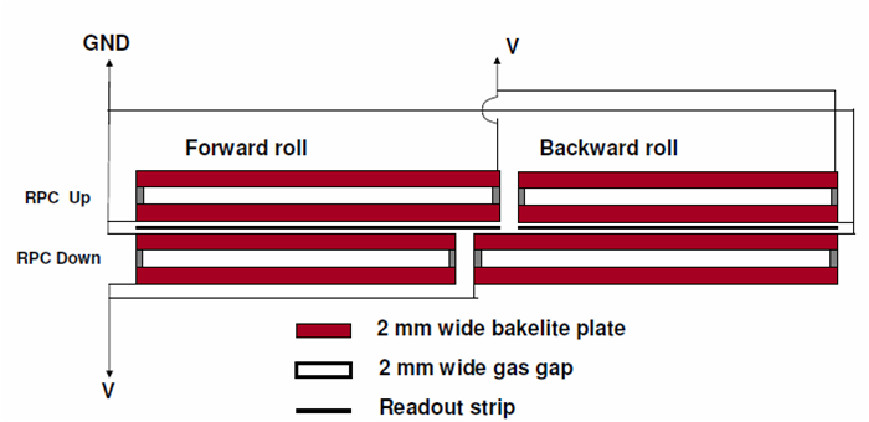 GND
V
Forward roll
Backward roll
RPC Up
RPC Down
2 mm wide bakelite plate
2 mm wide gas gap
V
Readout strip